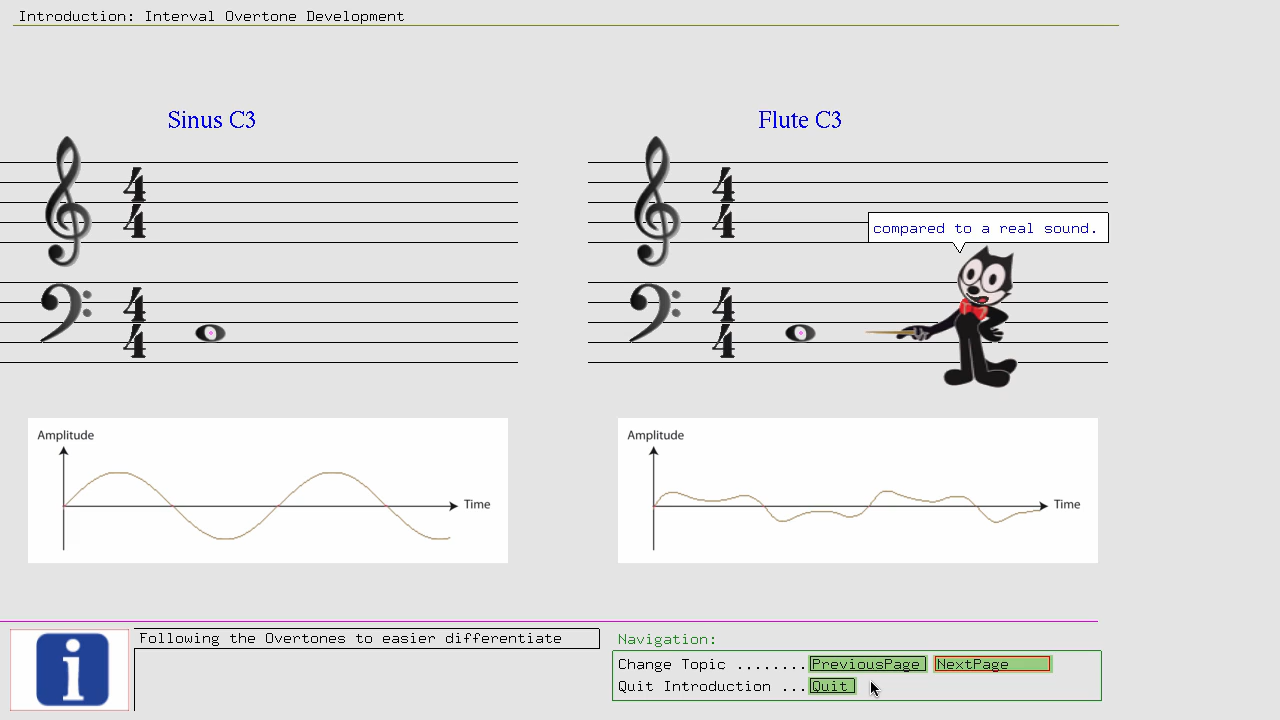 Introduction: Interval Overtone Development
Sinus C3
Flute C3
4
4
4
4
compared to a real sound.
4
4
4
4
Amplitude
Time
Amplitude
Time
i
Following the Overtones to easier differentiate
Navigation:
Change Topic ........PreviousPage NextPage
Quit Introduction ...Quit